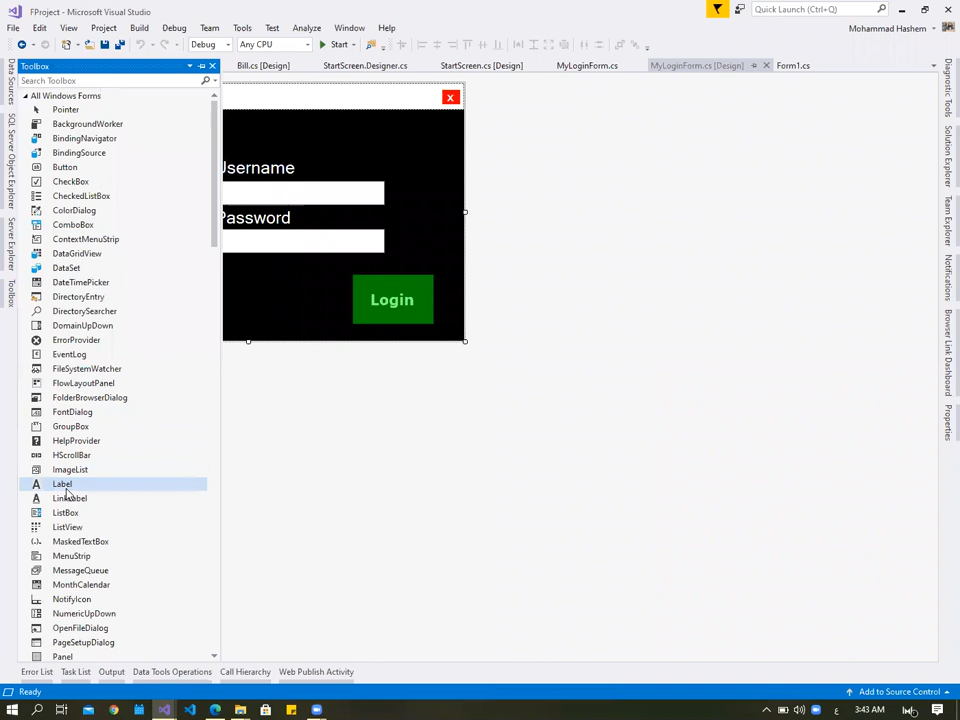 FProject - Microsoft Visual Studio
Quick Launch (Ctrl+Q)
File Edit View Project Build Debug Team Tools Test Analyze Window Help
Mohammad Hashem
Debug Any CPU Start
Toolbox
Bill.cs [Design] StartScreen.Designer.cs StartScreen.cs [Design] MyLoginForm.cs MyLoginForm.cs [Design] Form1.cs
Search Toolbox
All Windows Forms
Pointer
BackgroundWorker
BindingNavigator
BindingSource
Button
CheckBox
CheckedListBox
ColorDialog
ComboBox
ContextMenuStrip
DataGridView
DataSet
DateTimePicker
DirectoryEntry
DirectorySearcher
DomainUpDown
ErrorProvider
EventLog
FileSystemWatcher
FlowLayoutPanel
FolderBrowserDialog
FontDialog
GroupBox
HelpProvider
HScrollBar
ImageList
Label
LinkLabel
ListBox
ListView
MaskedTextBox
MenuStrip
MessageQueue
MonthCalendar
NotifyIcon
NumericUpDown
OpenFileDialog
PageSetupDialog
Panel
Data Sources
SQL Server Object Explorer
Server Explorer
Toolbox
X
Username
Password
Login
Diagnostic Tools
Solution Explorer
Team Explorer
Notifications
Browser Link Dashboard
Properties
Error List Task List Output Data Tools Operations Call Hierarchy Web Publish Activity
Ready
Add to Source Control
ع
3:43 AM